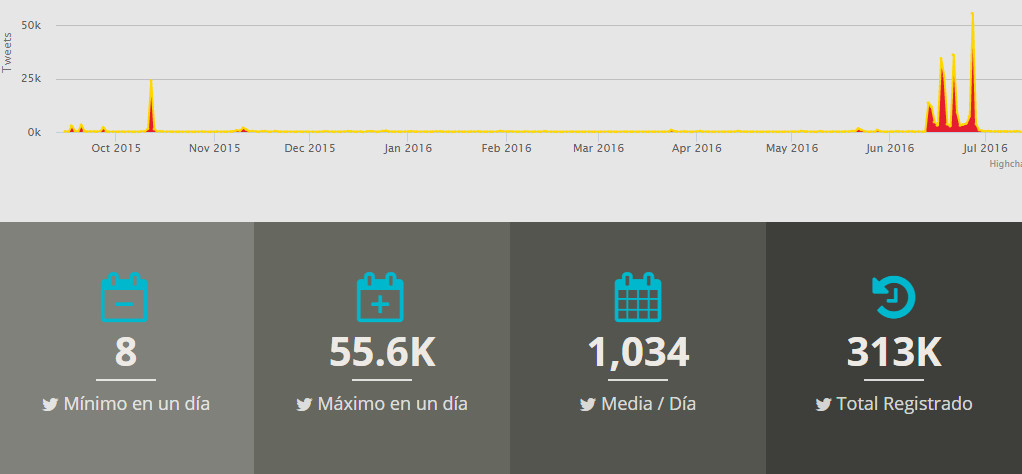 50k
Tweets
25k
0k
Oct 2015 Nov 2015 Dec 2015 Jan 2016 Feb 2016 Mar 2016 Apr 2016 May 2016 Jun 2016 Jul 2016
Highcha
8 55.6K 1,034 313K
Mínimo en un día Máximo en un día Media / Día Total Registrado